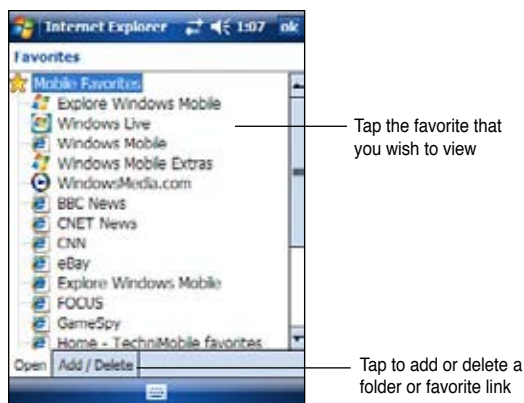 Internet Explorer 1:07 ok
Favorites
Mobile Favorites
Explore Windows Mobile
Windows Live
Windows Mobile
Windows Mobile Extras
WindowsMedia.com
BBC News
CNET News
CNN
eBay
Explore Windows Mobile
FOCUS
GameSpy
Home - TechniMobile favorites
Open Add / Delete
Tap the favorite that
you wish to view
Tap to add or delete a
folder or favorite link